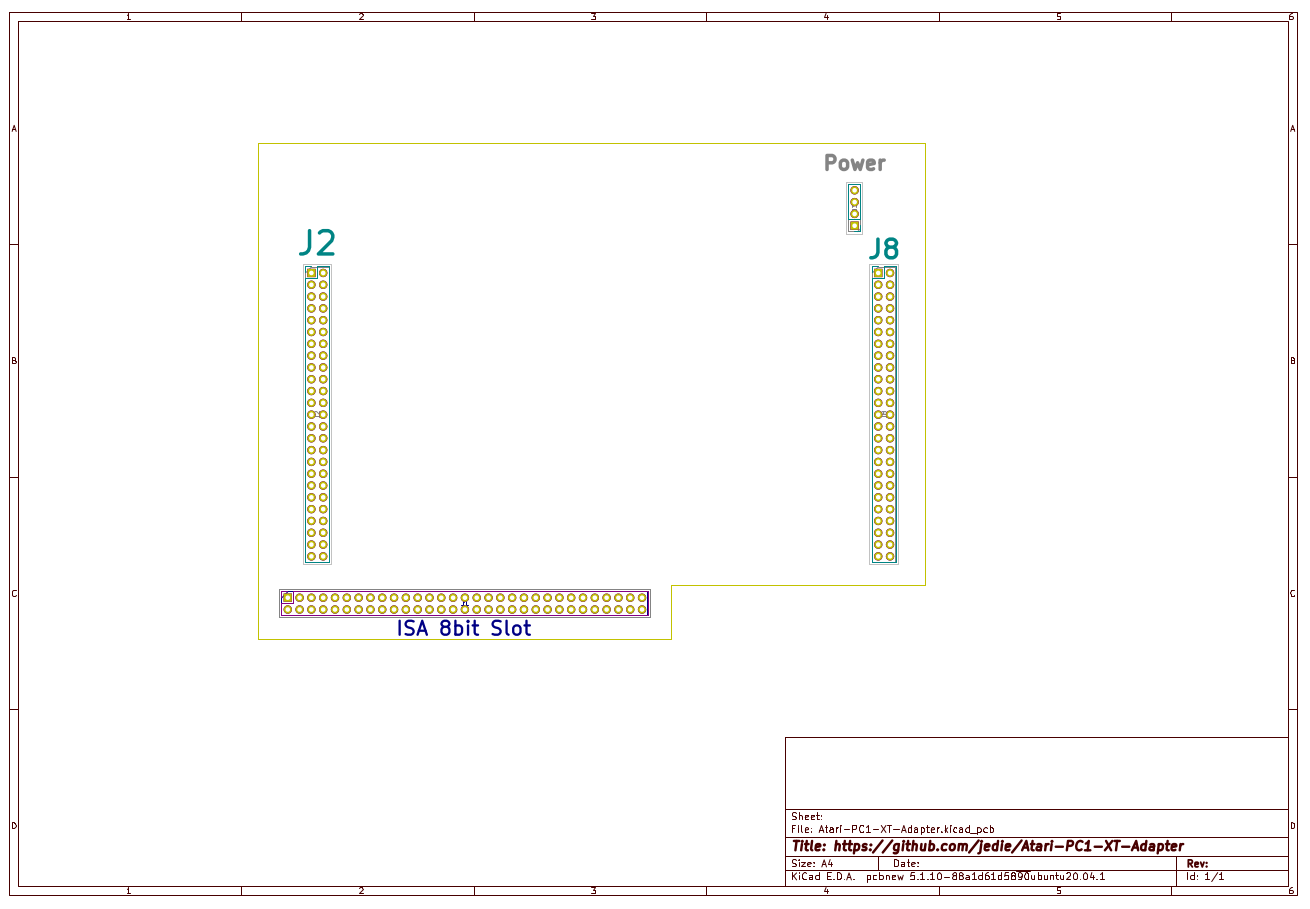 1 2 3 4 5 6
A A
Power
J2
J8
B B
C C
ISA 8bit Slot
Sheet:
D D
File: Atari-PC1-XT-Adapter.kicad_pcb
Title: https://github.com/jedie/Atari-PC1-XT-Adapter
Size: A4 Date: Rev:
KiCad E.D.A. pcbnew 5.1.10-88a1d61d5890ubuntu20.04.1 Id: 1/1
1 2 3 4 5 6